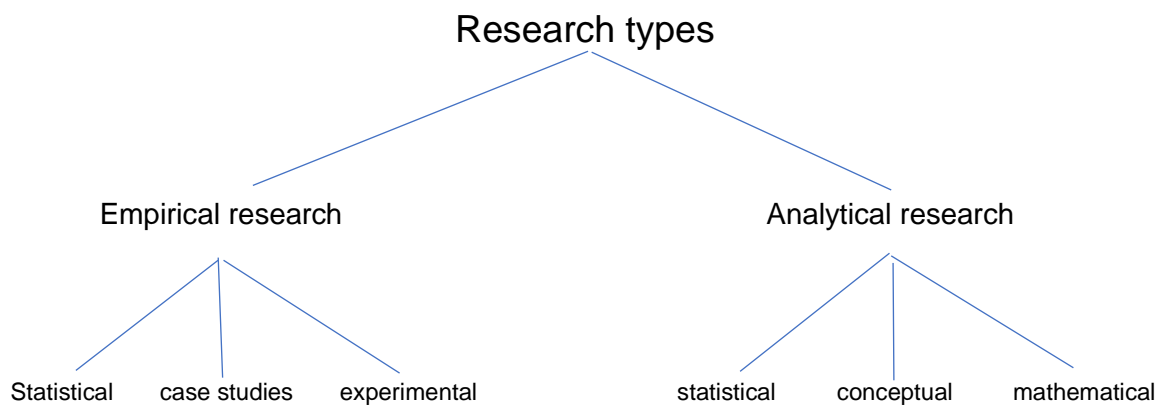 Research types
Empirical research Analytical research
Statistical case studies experimental statistical conceptual mathematical